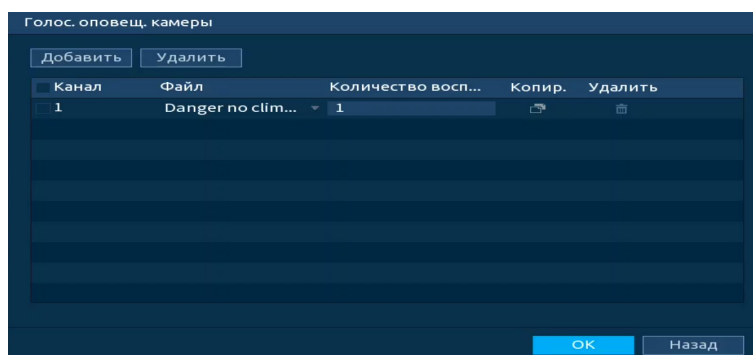 Голос. оповещ. камеры
Добавить Удалить
Канал Файл Количество восп... Копир. Удалить
1 Danger no clim... 1
OK Назад